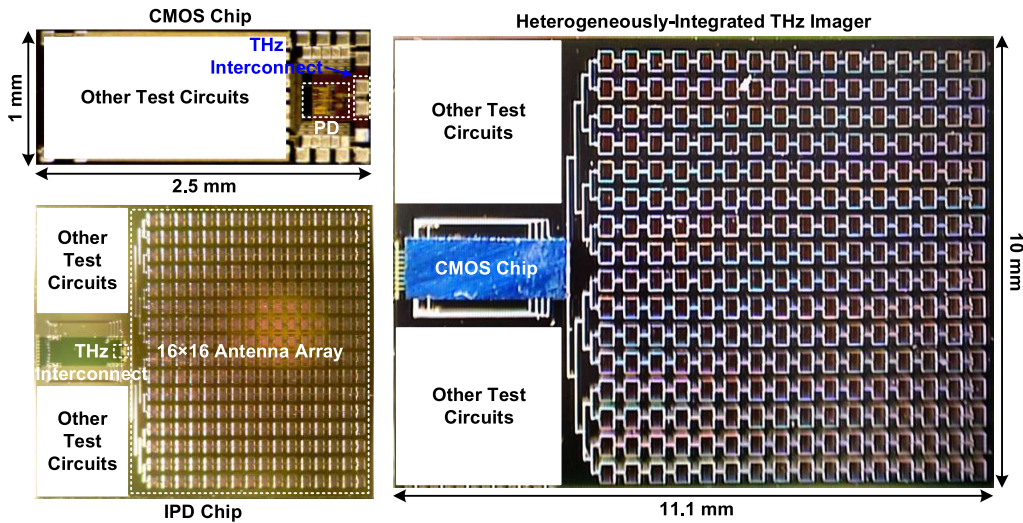 CMOS Chip
THz
Interconnect
Other Test Circuits
PD
1 mm
2.5 mm
Other
Test
Circuits
THz
Interconnect
16×16 Antenna Array
Other
Test
Circuits
IPD Chip
Heterogeneously-Integrated THz Imager
Other Test
Circuits
CMOS Chip
Other Test
Circuits
10 mm
11.1 mm